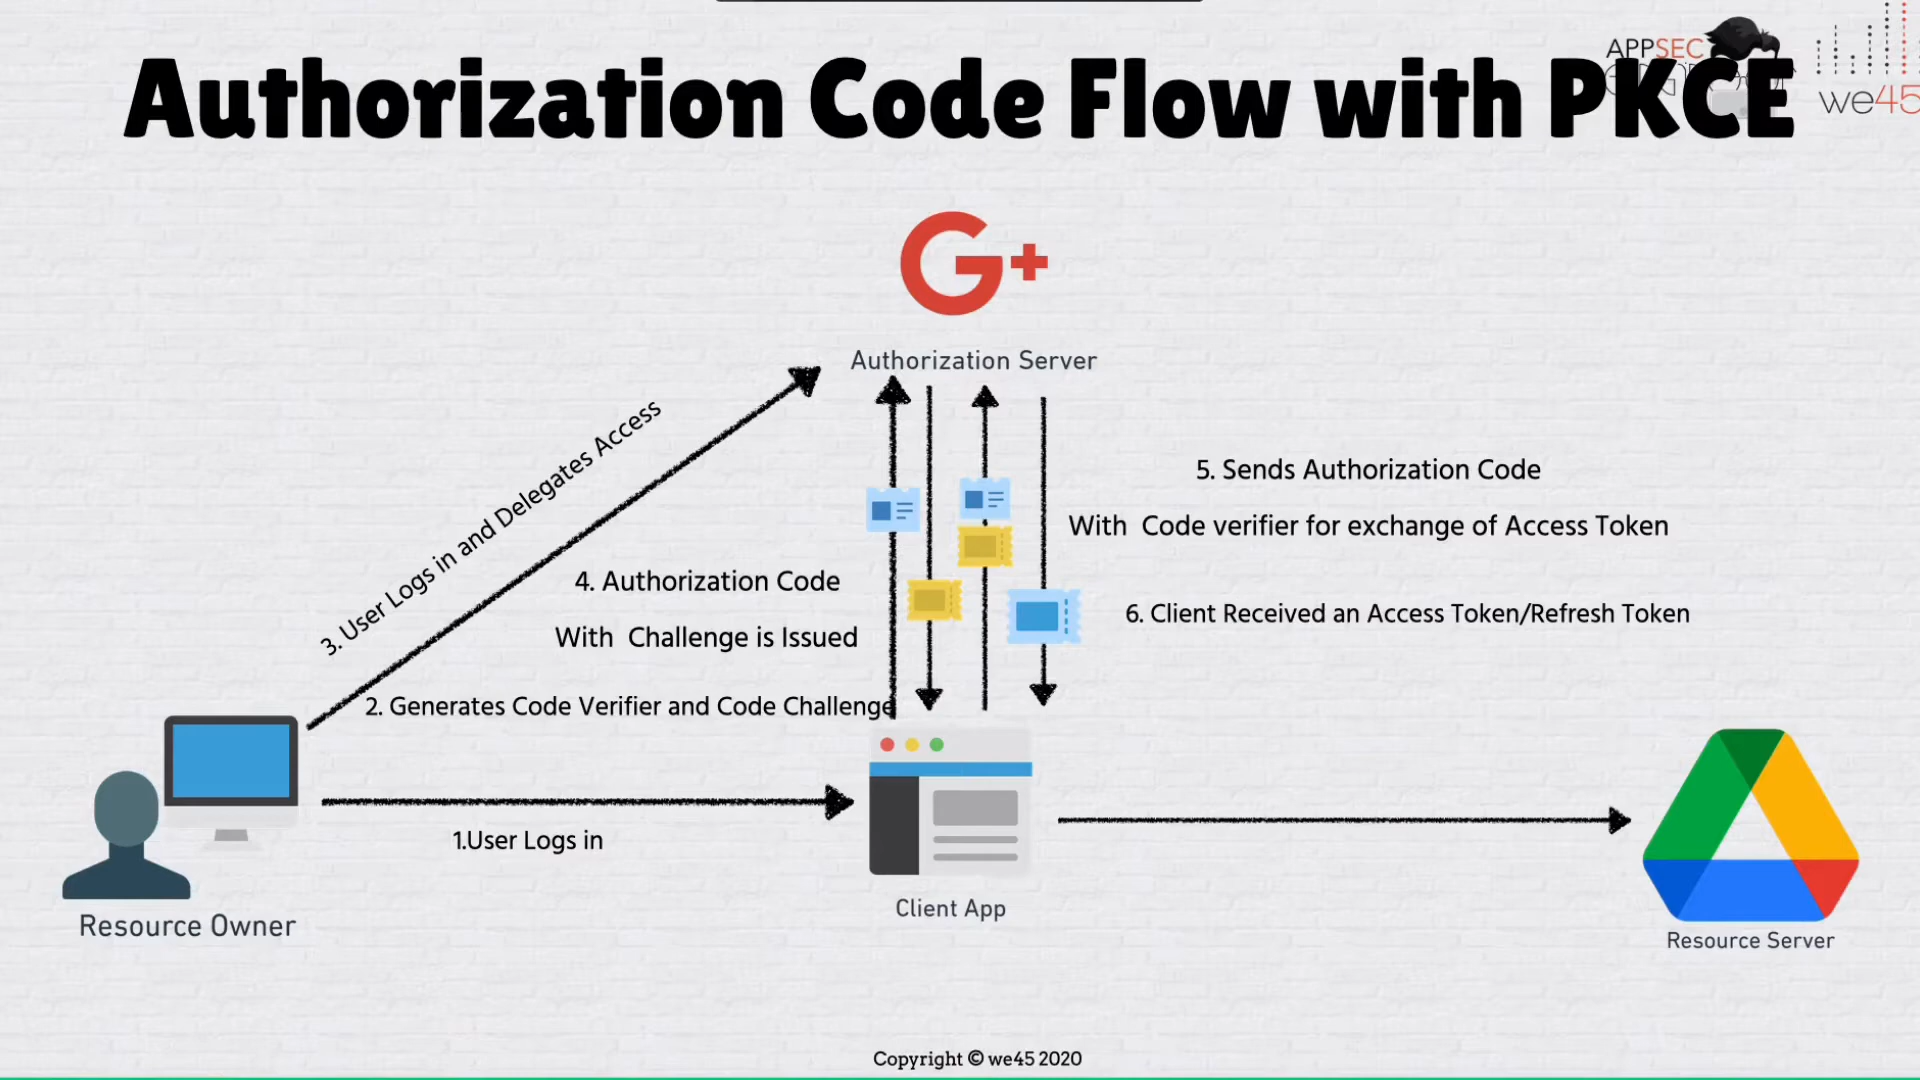 Authorization Code Flow with PKCE
APPSEC
we45
G+
Authorization Server
3. User Logs in and Delegates Access
5. Sends Authorization Code
With Code verifier for exchange of Access Token
4. Authorization Code
With Challenge is Issued
6. Client Received an Access Token/Refresh Token
2. Generates Code Verifier and Code Challenge
1.User Logs in
Client App
Resource Owner
Resource Server
Copyright © we45 2020